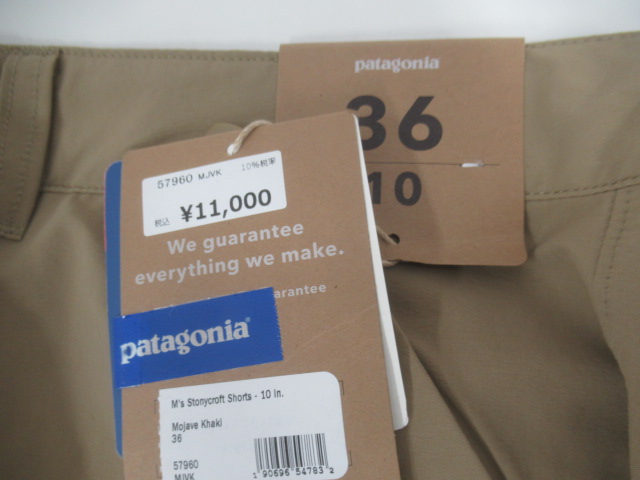 patagonia
36
10
57960 MJVK 10%税率
税込 ¥11,000
We guarantee
everything we make.
arantee
patagonia®
M's Stonycroft Shorts - 10 in.
Mojave Khaki
36
57960
MJVK
1 90696 54783 2